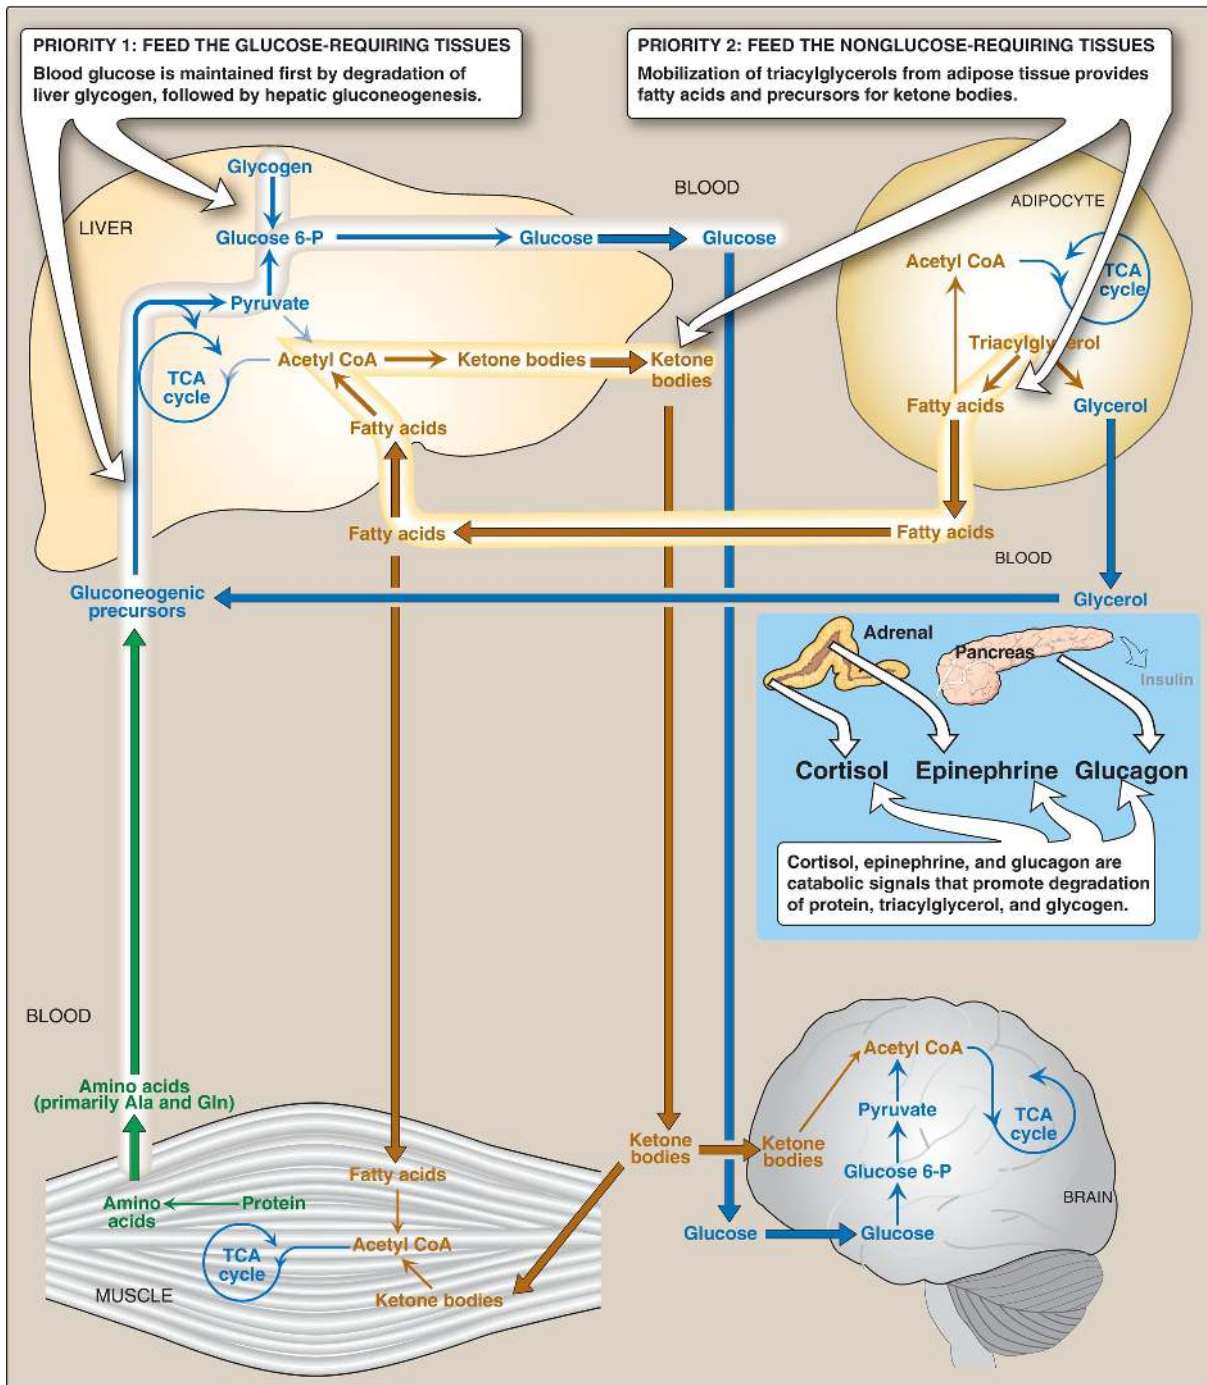 PRIORITY 1: FEED THE GLUCOSE-REQUIRING TISSUES
Blood glucose is maintained first by degradation of
liver glycogen, followed by hepatic gluconeogenesis.
PRIORITY 2: FEED THE NONGLUCOSE-REQUIRING TISSUES
Mobilization of triacylglycerols from adipose tissue provides
fatty acids and precursors for ketone bodies.
LIVER
Glycogen
Glucose 6-P
Glucose
Pyruvate
TCA
cycle
Acetyl CoA
Ketone bodies
Fatty acids
BLOOD
Glucose
Ketone
bodies
ADIPOCYTE
Acetyl CoA
TCA
cycle
Triacylglycerol
Fatty acids
Glycerol
Fatty acids
Fatty acids
BLOOD
Gluconeogenic
precursors
Glycerol
Adrenal
Pancreas
Insulin
Cortisol
Epinephrine
Glucagon
Cortisol, epinephrine, and glucagon are
catabolic signals that promote degradation
of protein, triacylglycerol, and glycogen.
BLOOD
Amino acids
(primarily Ala and Gln)
Amino
acids
Protein
Fatty acids
Acetyl CoA
TCA
cycle
Ketone bodies
MUSCLE
Ketone
bodies
Glucose
Ketone
bodies
Acetyl CoA
Pyruvate
Glucose 6-P
Glucose
TCA
cycle
BRAIN